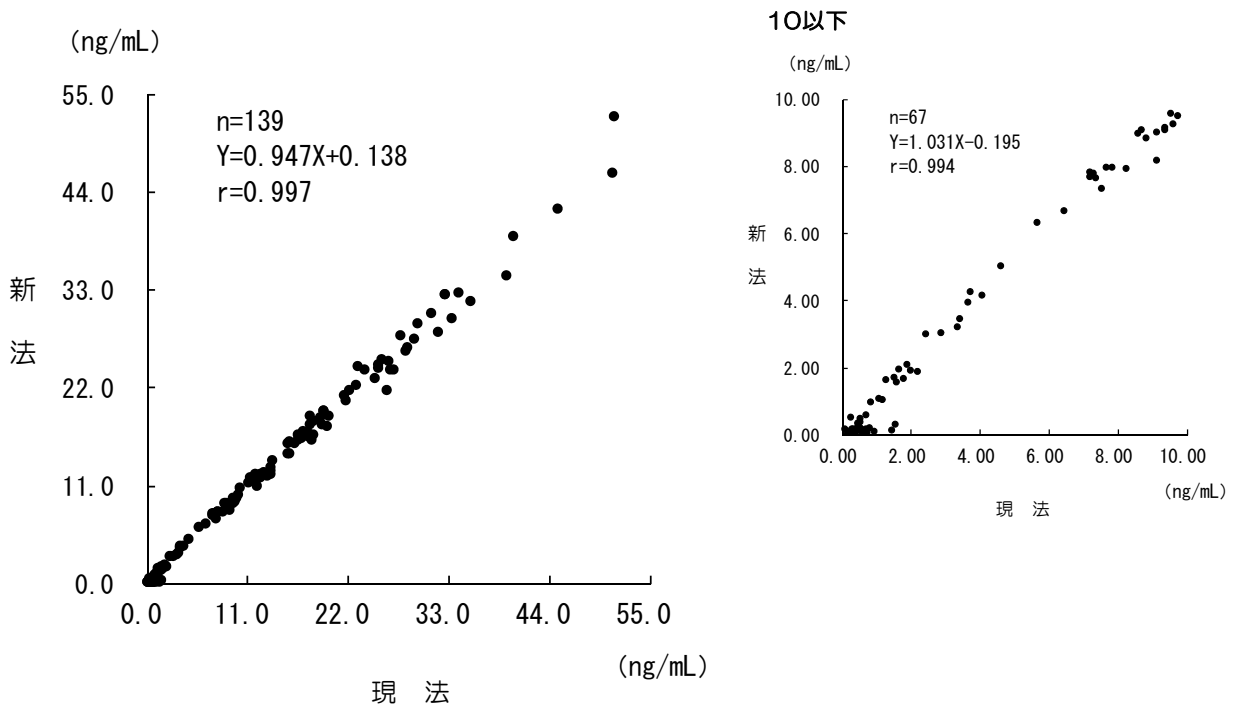 (ng/mL)
n=139
Y=0.947X+0.138
r=0.997
55.0
44.0
33.0
22.0
11.0
0.0
新
法
0.0 11.0 22.0 33.0 44.0 55.0
(ng/mL)
現 法
10以下
(ng/mL)
n=67
Y=1.031X-0.195
r=0.994
10.00
8.00
6.00
4.00
2.00
0.00
新
法
0.00 2.00 4.00 6.00 8.00 10.00
(ng/mL)
現 法